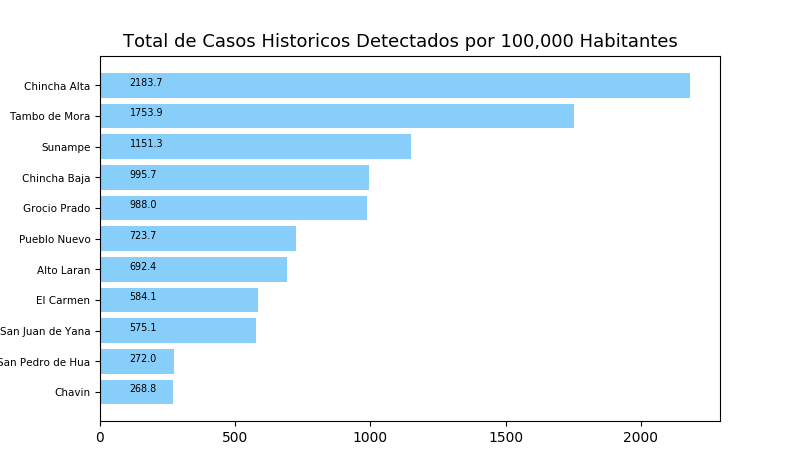 Total de Casos Historicos Detectados por 100,000 Habitantes
Chincha Alta 2183.7
Tambo de Mora 1753.9
Sunampe 1151.3
Chincha Baja 995.7
Grocio Prado 988.0
Pueblo Nuevo 723.7
Alto Laran 692.4
El Carmen 584.1
San Juan de Yana 575.1
San Pedro de Hua 272.0
Chavin 268.8
0 500 1000 1500 2000